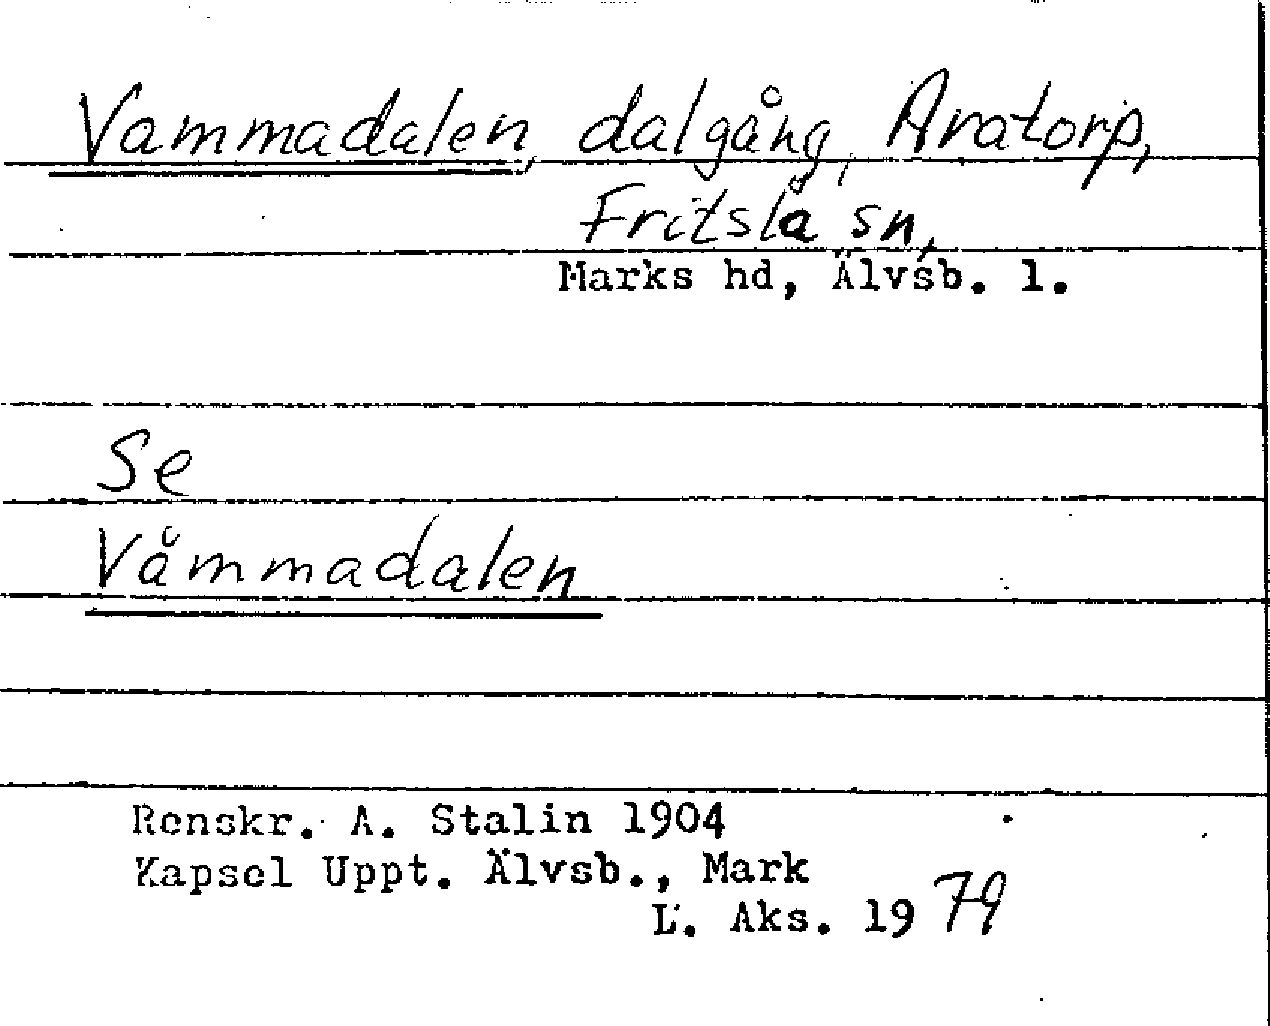 Vammadalen, dalgång, Aratorp,
Fritsla sn,
Marks hd, Älvsb. l.
Se
Våmmadalen
Renskr. A. Stalin 1904
Kapsel Uppt. Älvsb., Mark
L. Aks. 1979